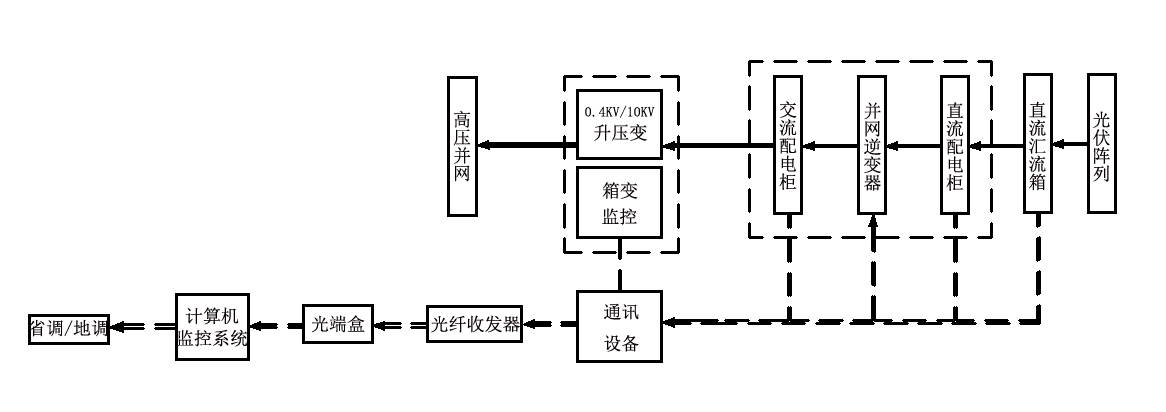 高压并网
0.4KV/10KV
升压变
箱变
监控
交流配电柜
并网逆变器
直流配电柜
直流汇流箱
光伏阵列
省调/地调
计算机
监控系统
光端盒
光纤收发器
通讯
设备